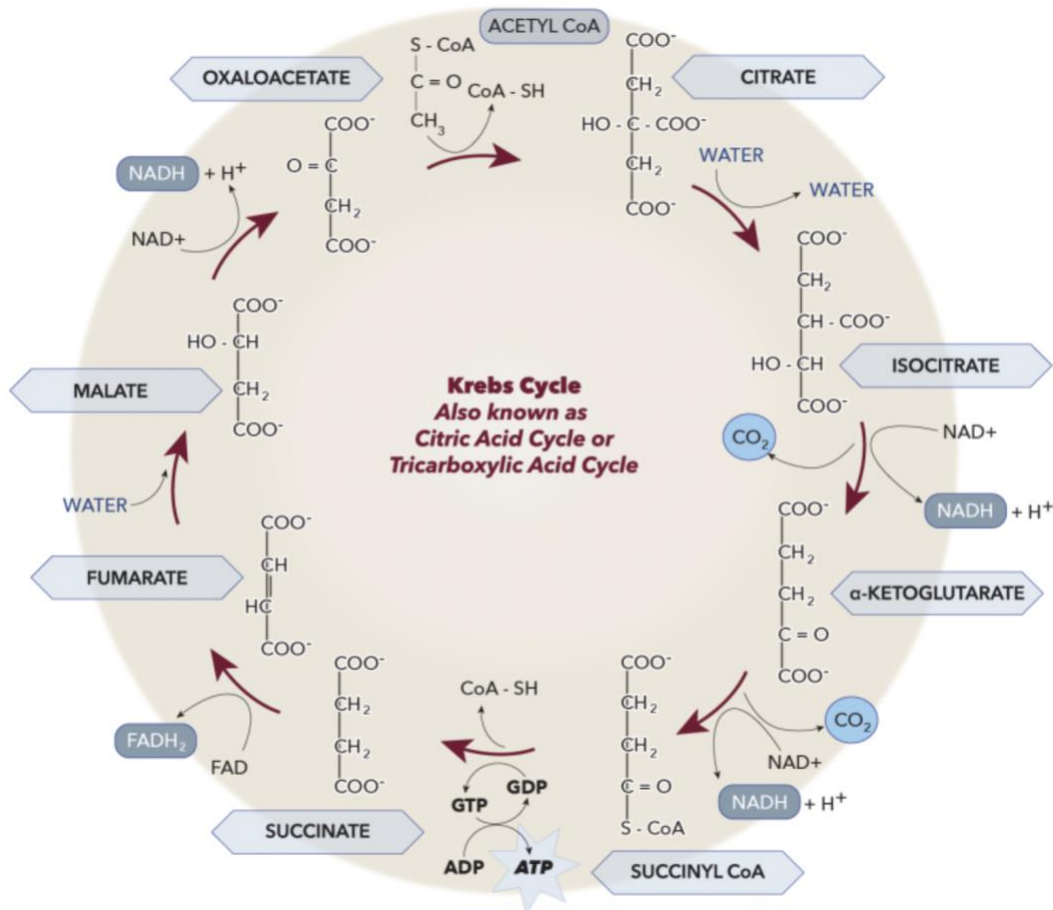 ACETYL CoA
S - CoA
C = O
CH3
CoA - SH
COO-
CH2
HO - C - COO-
CH2
COO-
CITRATE
WATER
WATER
COO-
CH2
CH - COO-
HO - CH
COO-
ISOCITRATE
CO2
NAD+
NADH + H+
COO-
CH2
CH2
C = O
COO-
α-KETOGLUTARATE
CO2
NAD+
NADH + H+
COO-
CH2
CH2
C = O
S - CoA
SUCCINYL CoA
CoA - SH
GDP
GTP
ADP
ATP
COO-
CH2
CH2
COO-
SUCCINATE
FADH2
FAD
COO-
CH
HC
COO-
FUMARATE
WATER
COO-
HO - CH
CH2
COO-
MALATE
NADH + H+
NAD+
OXALOACETATE
COO-
O = C
CH2
COO-
Krebs Cycle
Also known as
Citric Acid Cycle or
Tricarboxylic Acid Cycle